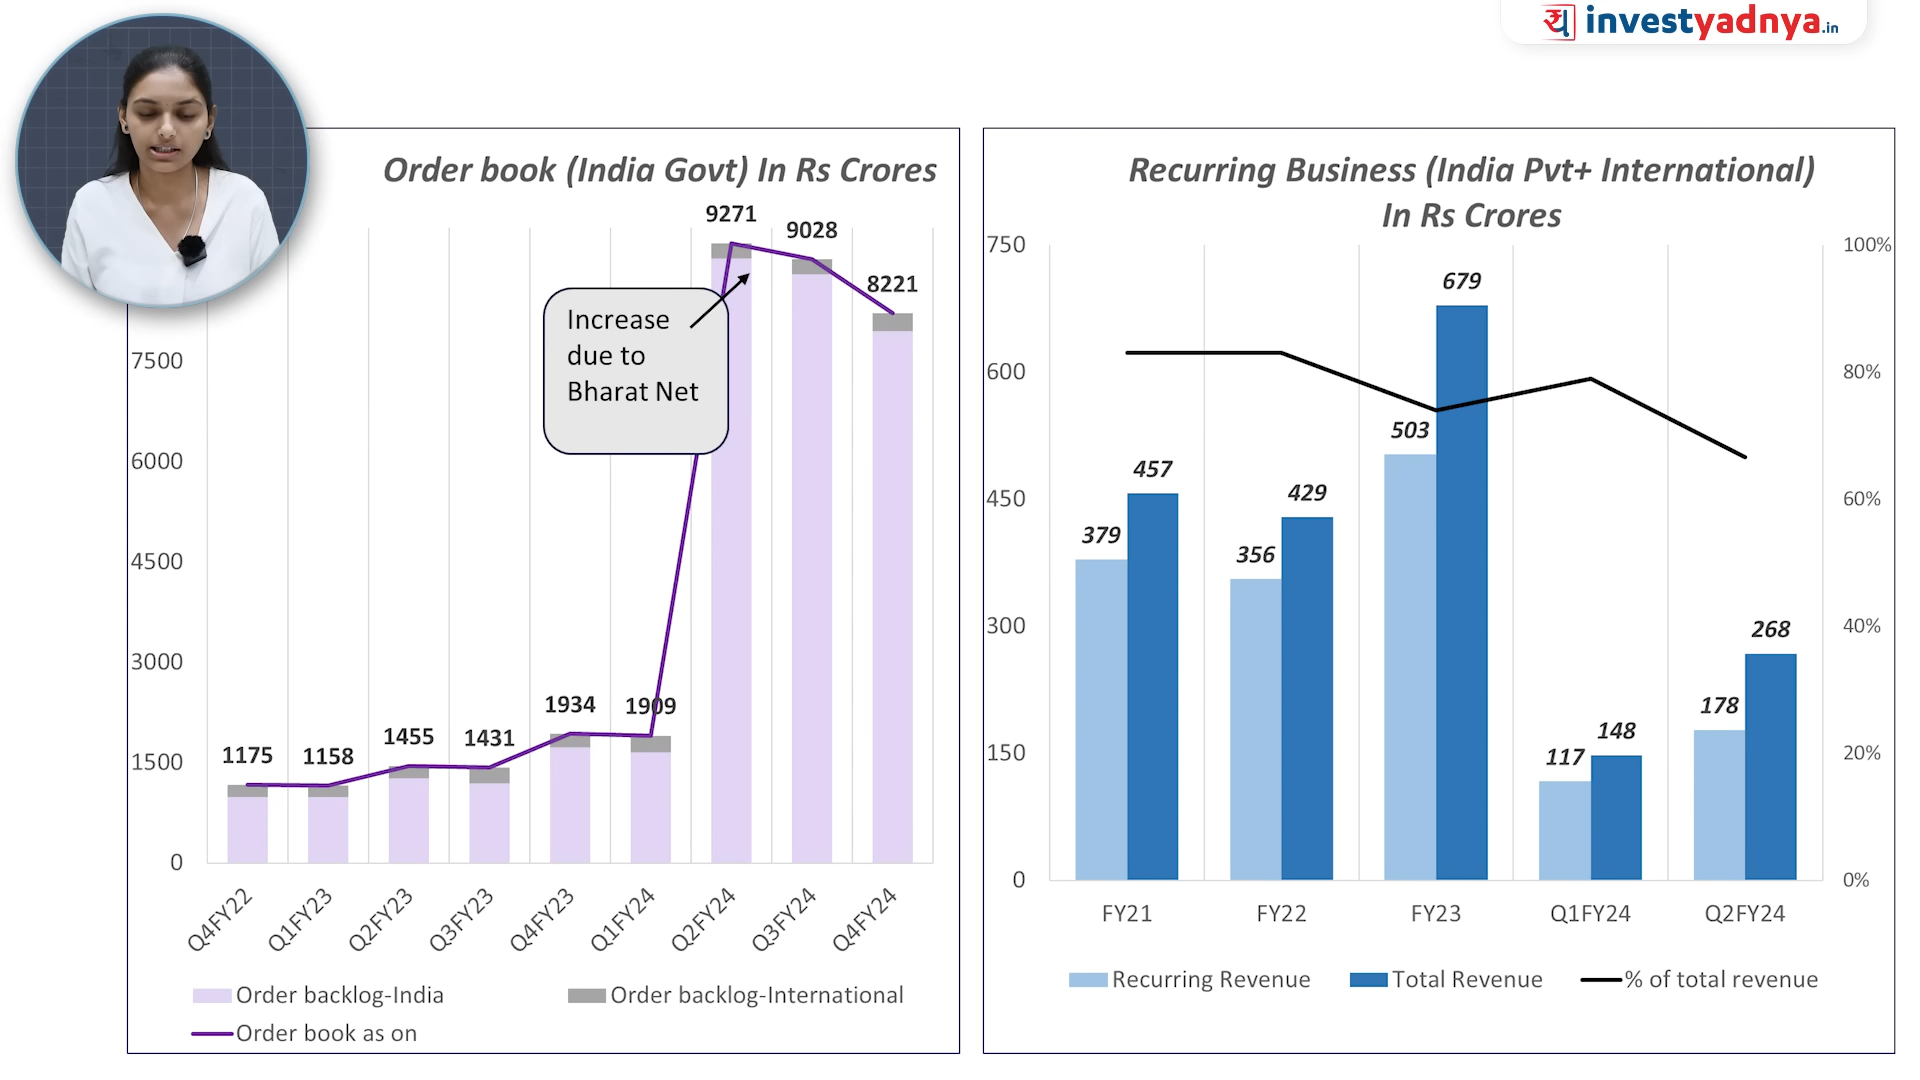 investyadnya.in
Order book (India Govt) In Rs Crores
9271
9028
8221
Increase
due to
Bharat Net
7500
6000
4500
3000
1500
0
1175
1158
1455
1431
1934
1909
Q4FY22
Q1FY23
Q2FY23
Q3FY23
Q4FY23
Q1FY24
Q2FY24
Q3FY24
Q4FY24
Order backlog-India
Order backlog-International
Order book as on
Recurring Business (India Pvt+ International)
In Rs Crores
750
600
450
300
150
0
100%
80%
60%
40%
20%
0%
379
457
356
429
503
679
117
148
178
268
FY21
FY22
FY23
Q1FY24
Q2FY24
Recurring Revenue
Total Revenue
% of total revenue